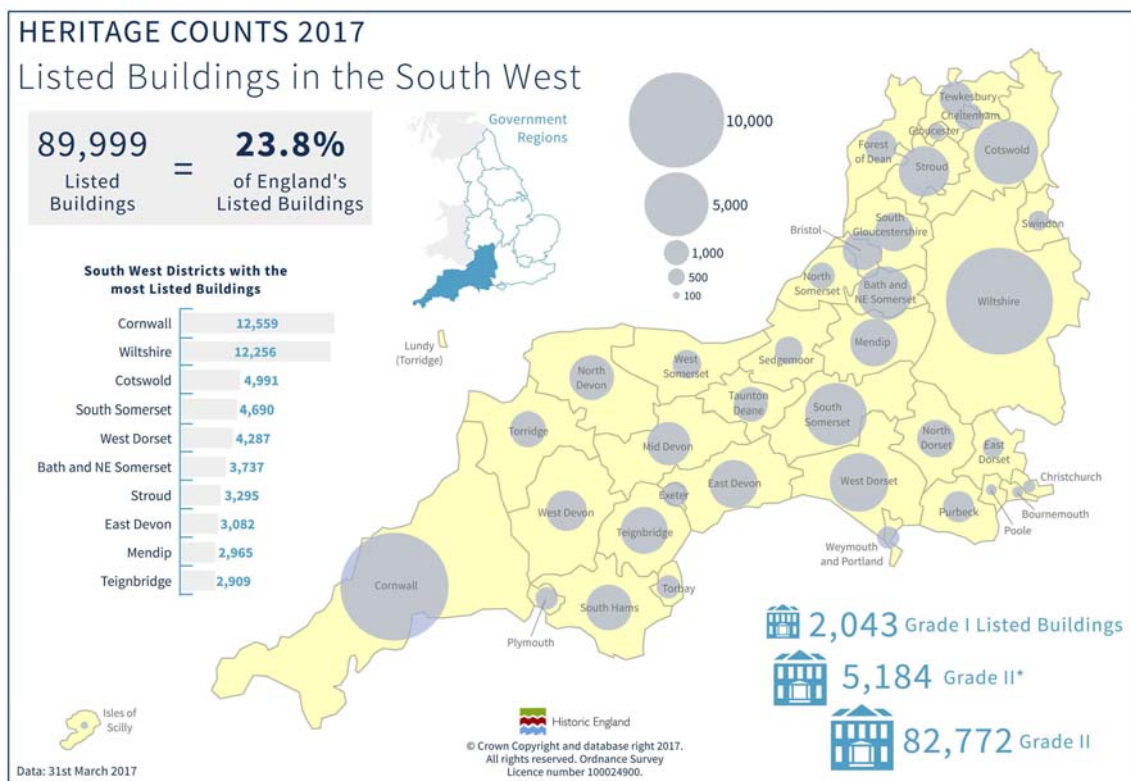 HERITAGE COUNTS 2017
Listed Buildings in the South West
89,999
Listed
Buildings
=
23.8%
of England's
Listed Buildings
Government
Regions
10,000
5,000
1,000
500
100
South West Districts with the
most Listed Buildings
Cornwall 12,559
Wiltshire 12,256
Cotswold 4,991
South Somerset 4,690
West Dorset 4,287
Bath and NE Somerset 3,737
Stroud 3,295
East Devon 3,082
Mendip 2,965
Teignbridge 2,909
Lundy
(Torridge)
Tewkesbury
Cheltenham
Gloucester
Forest
of Dean
Stroud
Cotswold
South
Gloucestershire
Swindon
Bristol
North
Somerset
Bath and
NE Somerset
Wiltshire
Mendip
Sedgemoor
West
Somerset
North
Devon
Taunton
Deane
South
Somerset
Torridge
Mid Devon
North
Dorset
East
Dorset
East Devon
West Dorset
Exeter
West Devon
Teignbridge
Purbeck
Christchurch
Bournemouth
Poole
Weymouth
and Portland
Cornwall
Torbay
South Hams
Plymouth
Isles of
Scilly
2,043 Grade I Listed Buildings
5,184 Grade II*
82,772 Grade II
Historic England
© Crown Copyright and database right 2017.
All rights reserved. Ordnance Survey
Licence number 100024900.
Data: 31st March 2017